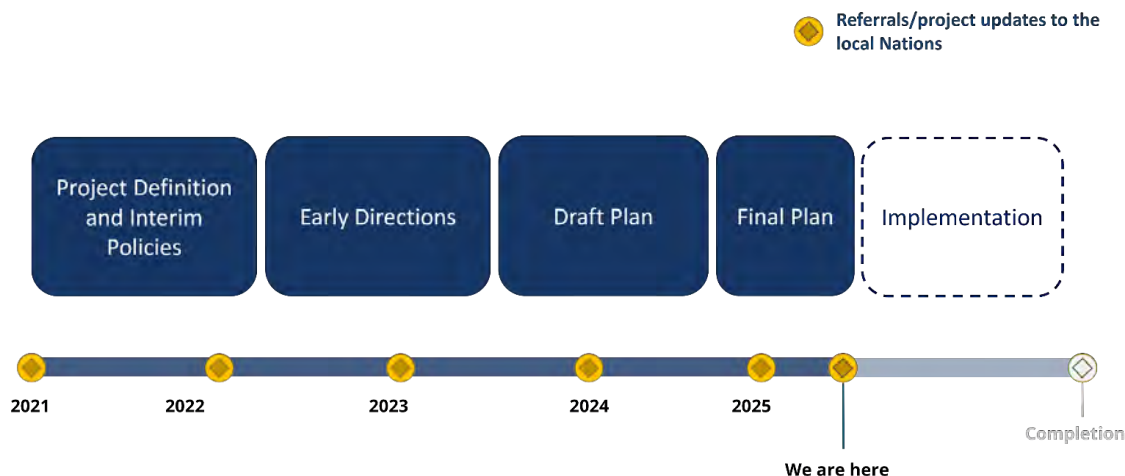 Referrals/project updates to the
local Nations
Project Definition
and Interim
Policies
Early Directions
Draft Plan
Final Plan
Implementation
2021
2022
2023
2024
2025
Completion
We are here